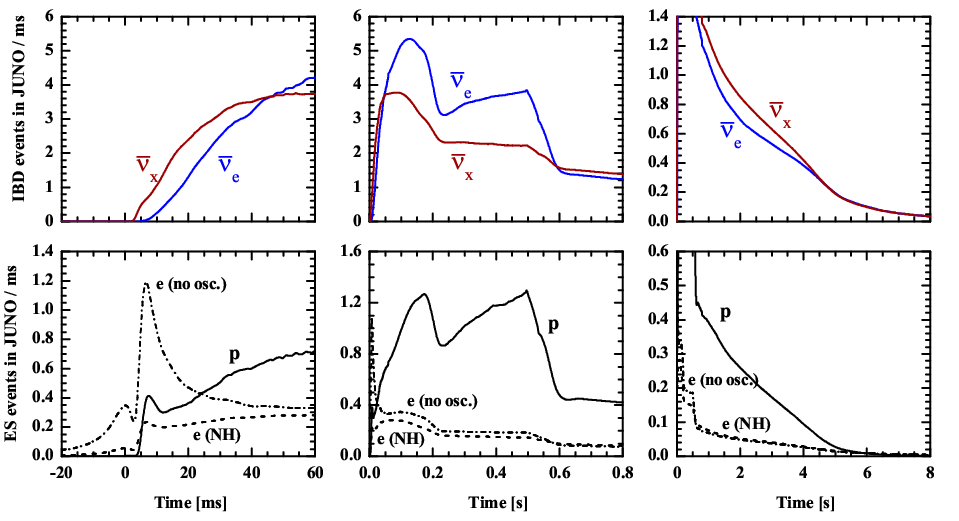 IBD events in JUNO / ms
6
5
4
3
2
1
0
ν̅x
ν̅e
6
5
4
3
2
1
0
ν̅e
ν̅x
1.4
1.2
1.0
0.8
0.6
0.4
0.2
0.0
ν̅x
ν̅e
ES events in JUNO / ms
1.4
1.2
1.0
0.8
0.6
0.4
0.2
0.0
e (no osc.)
p
e (NH)
-20 0 20 40 60
Time [ms]
1.6
1.2
0.8
0.4
0.0
p
e (no osc.)
e (NH)
0.0 0.2 0.4 0.6 0.8
Time [s]
0.6
0.5
0.4
0.3
0.2
0.1
0.0
p
e (no osc.)
e (NH)
0 2 4 6 8
Time [s]